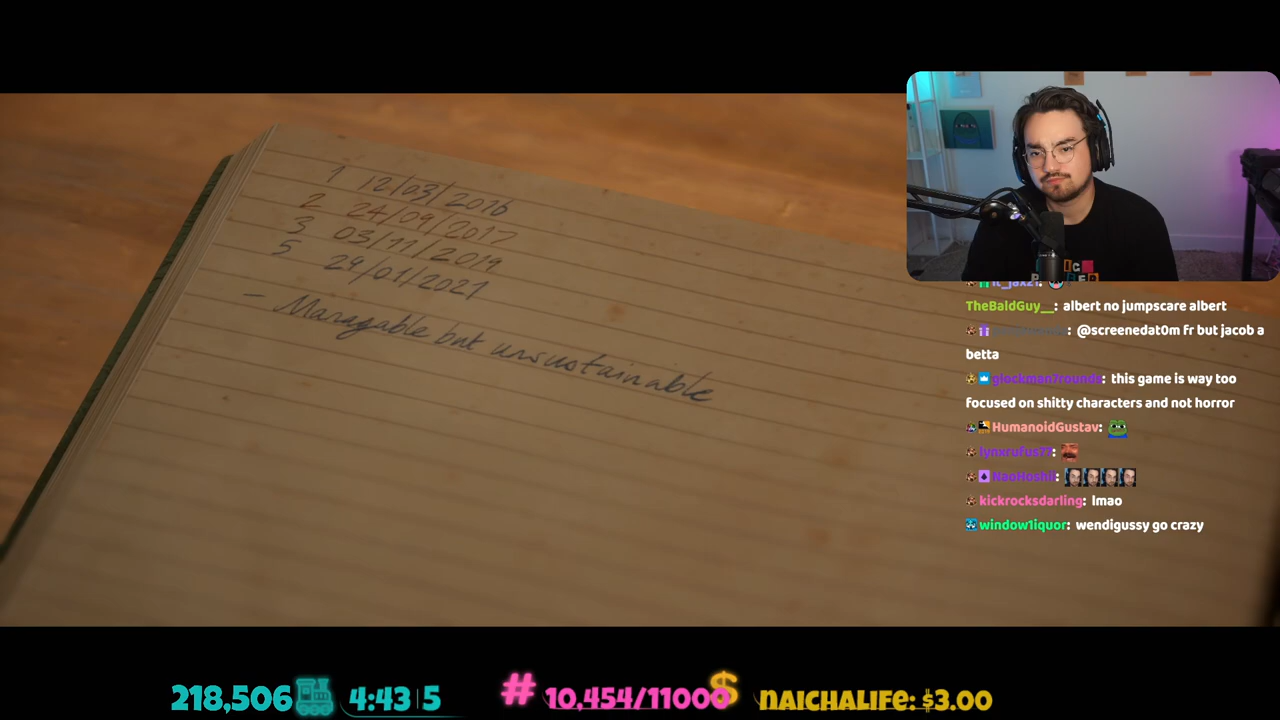 1 12/03/2016
2 24/09/2017
3 03/11/2019
5 29/01/2021
- Managable but unsustainable
TheBaldGuy__: albert no jumpscare albert
: @screenedat0m fr but jacob a
betta
glockman7rounds: this game is way too
focused on shitty characters and not horror
HumanoidGustav:
lynxrufus77:
NaoHoshii:
kickrocksdarling: lmao
window1iquor: wendigussy go crazy
218,506 4:43|5 # 10,454/11000 $ NAICHALIFE: $3.00